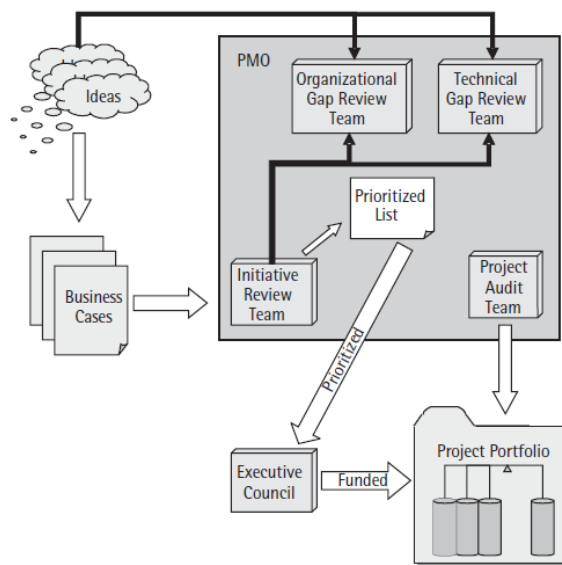 Ideas
PMO
Organizational
Gap Review
Team
Technical
Gap Review
Team
Prioritized
List
Business
Cases
Initiative
Review
Team
Project
Audit
Team
Prioritized
Executive
Council
Funded
Project Portfolio